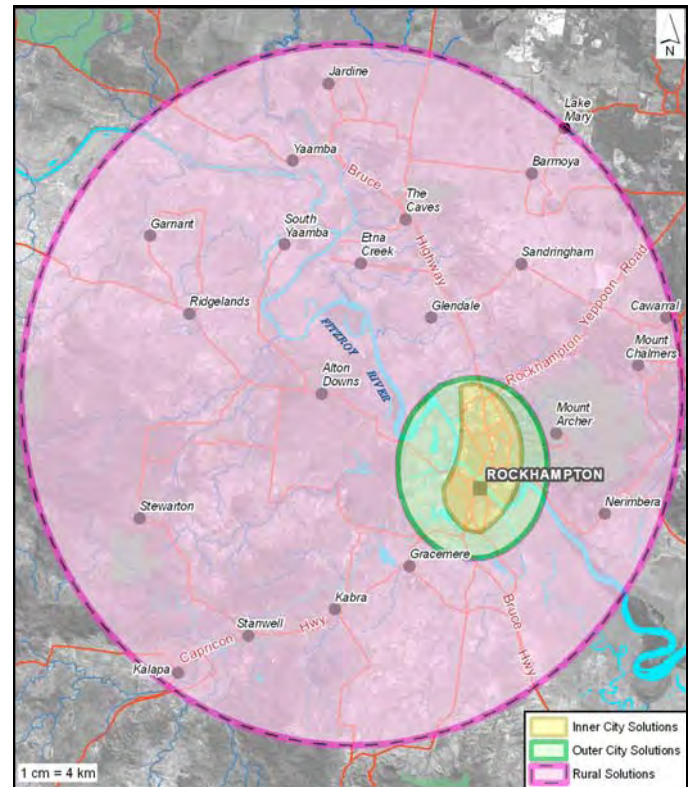 N
Jardine
Lake
Mary
Yaamba
Barmoya
Bruce
The
Caves
Garnant
South
Yaamba
Etna
Creek
Sandringham
Highway
Ridgelands
Glendale
Rockhampton Yeppoon Road
Cawarral
Mount
Chalmers
FITZROY
RIVER
Alton
Downs
Mount
Archer
ROCKHAMPTON
Stewarton
Nerimbera
Gracemere
Kabra
Stanwell
Capricon Hwy
Bruce
Hwy
Kalapa
Inner City Solutions
Outer City Solutions
Rural Solutions
1 cm = 4 km